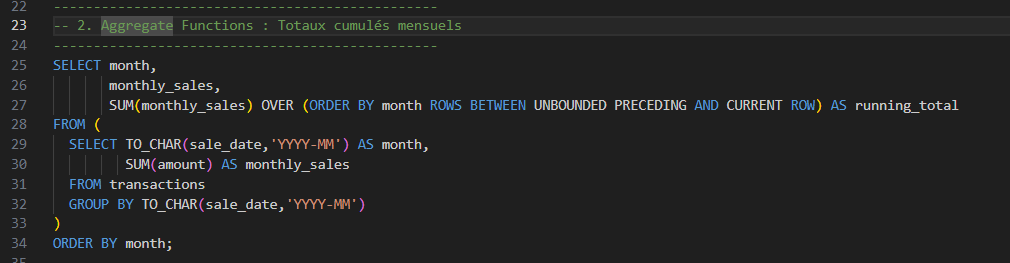 22 ------------------------------------------------
23 -- 2. Aggregate Functions : Totaux cumulés mensuels
24 ------------------------------------------------
25 SELECT month,
26        monthly_sales,
27        SUM(monthly_sales) OVER (ORDER BY month ROWS BETWEEN UNBOUNDED PRECEDING AND CURRENT ROW) AS running_total
28 FROM (
29   SELECT TO_CHAR(sale_date,'YYYY-MM') AS month,
30          SUM(amount) AS monthly_sales
31   FROM transactions
32   GROUP BY TO_CHAR(sale_date,'YYYY-MM')
33 )
34 ORDER BY month;
35